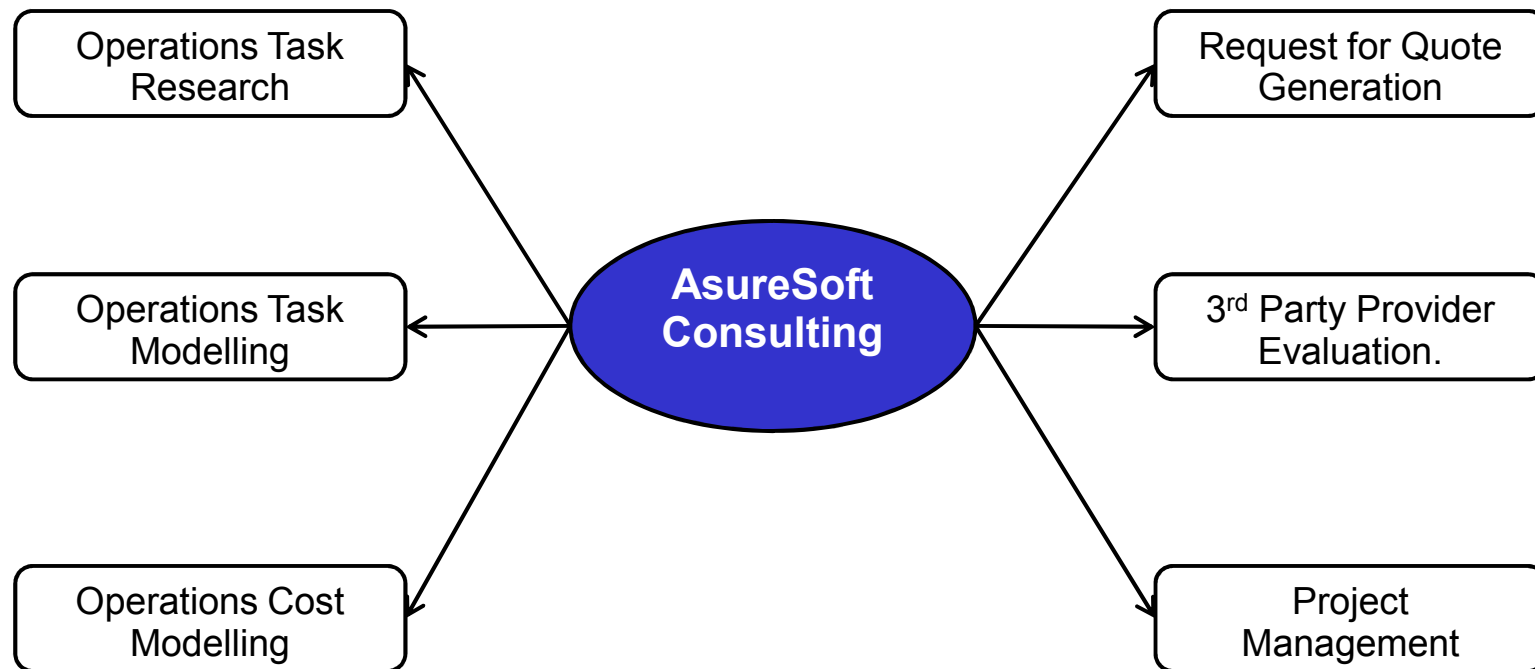 Operations Task
Research
Request for Quote
Generation
AsureSoft
Consulting
Operations Task
Modelling
3rd Party Provider
Evaluation.
Operations Cost
Modelling
Project
Management